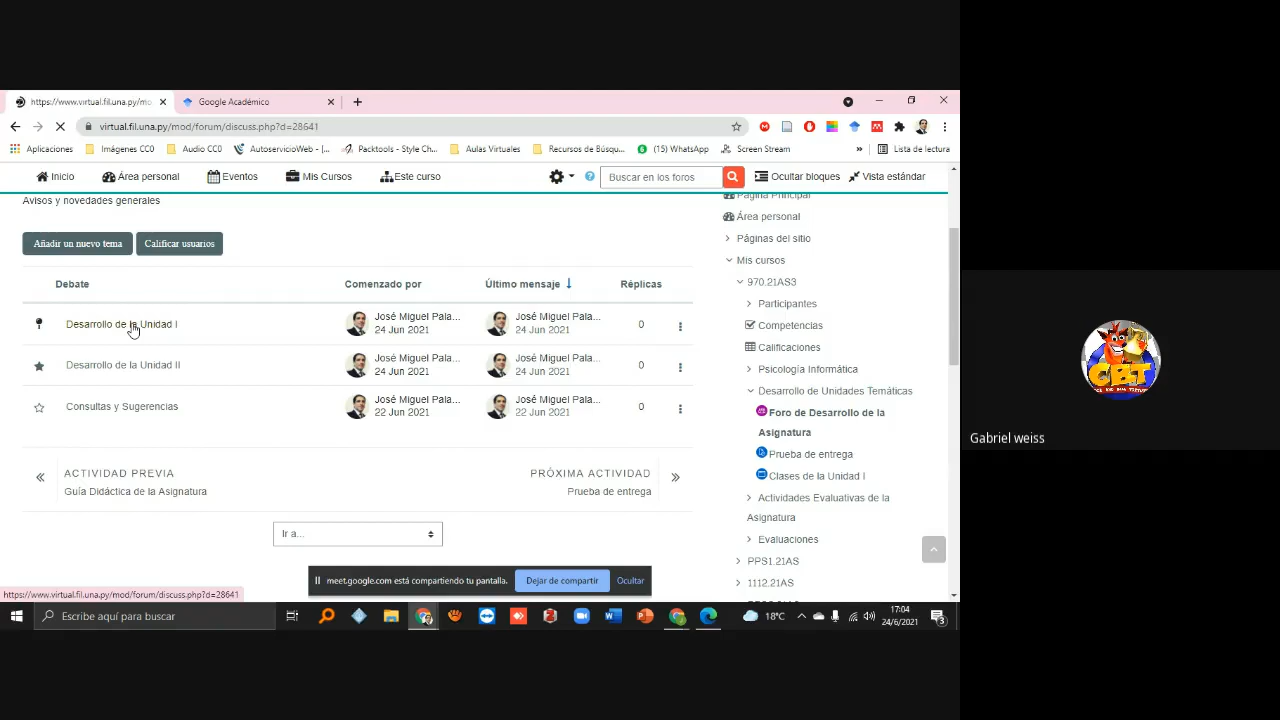 https://www.virtual.fil.una.py/mo
Google Académico
virtual.fil.una.py/mod/forum/discuss.php?d=28641
Aplicaciones
Imágenes CC0
Audio CC0
AutoservicioWeb - (...
Packtools - Style Ch...
Aulas Virtuales
Recursos de Búsqu...
(15) WhatsApp
Screen Stream
»
Lista de lectura
Inicio
Área personal
Eventos
Mis Cursos
Este curso
Buscar en los foros
Ocultar bloques
Vista estándar
Avisos y novedades generales
Añadir un nuevo tema
Calificar usuarios
Debate
Comenzado por
Último mensaje
Réplicas
Desarrollo de la Unidad I
José Miguel Pala...
24 Jun 2021
José Miguel Pala...
24 Jun 2021
0
Desarrollo de la Unidad II
José Miguel Pala...
24 Jun 2021
José Miguel Pala...
24 Jun 2021
0
Consultas y Sugerencias
José Miguel Pala...
22 Jun 2021
José Miguel Pala...
22 Jun 2021
0
ACTIVIDAD PREVIA
Guía Didáctica de la Asignatura
PRÓXIMA ACTIVIDAD
Prueba de entrega
Ir a...
Página Principal
Área personal
Páginas del sitio
Mis cursos
970.21AS3
Participantes
Competencias
Calificaciones
Psicología Informática
Desarrollo de Unidades Temáticas
Foro de Desarrollo de la
Asignatura
Prueba de entrega
Clases de la Unidad I
Actividades Evaluativas de la
Asignatura
Evaluaciones
PPS1.21AS
1112.21AS
meet.google.com está compartiendo tu pantalla.
Dejar de compartir
Ocultar
https://www.virtual.fil.una.py/mod/forum/discuss.php?d=28641
Escribe aquí para buscar
18°C
17:04
24/6/2021
3
CBT
Gabriel weiss